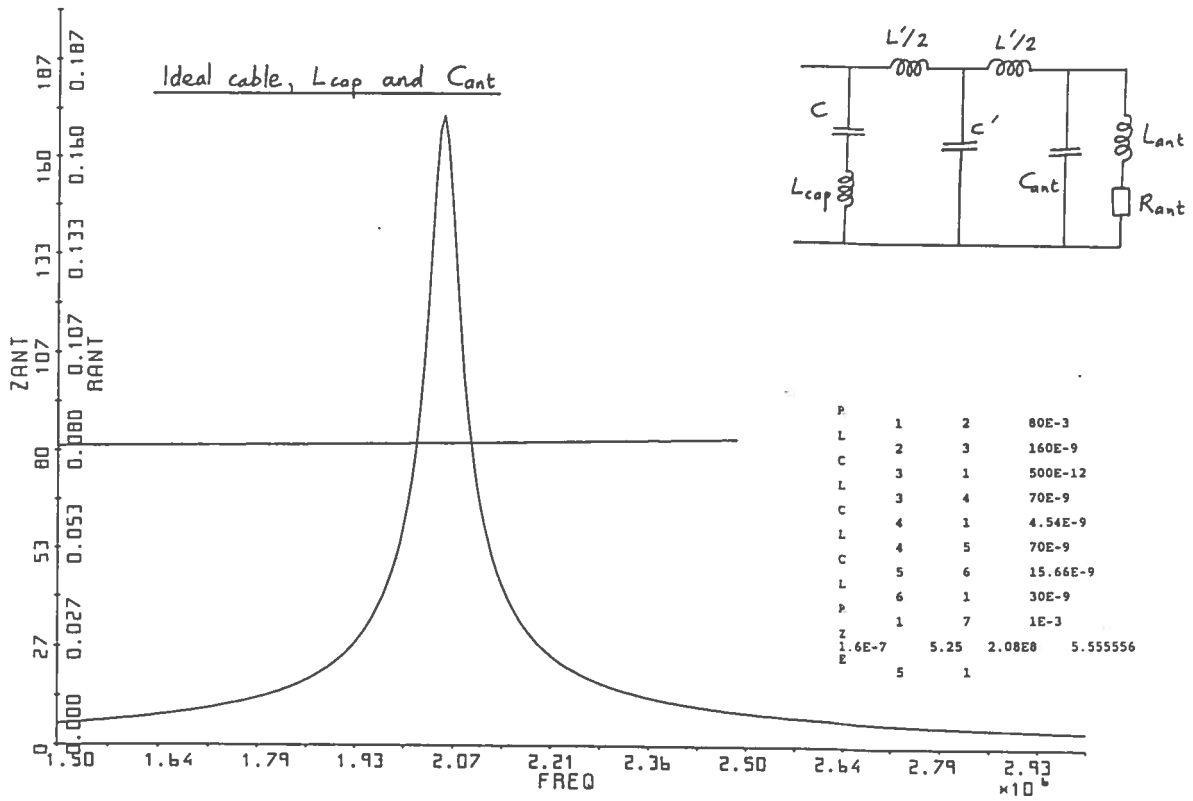 Ideal cable, Lcap and Cant
L'/2 L'/2
C
C'
Lcap
Cant
Lant
Rant
187 0.187
160 0.160
133 0.133
107 0.107
80 0.080
53 0.053
27 0.027
0 0.000
ZANT
RANT
1.50 1.64 1.79 1.93 2.07 2.21 2.36 2.50 2.64 2.79 2.93
FREQ
×10⁶
R 1 2 80E-3
L 2 3 160E-9
C 3 1 500E-12
L 3 4 70E-9
C 4 1 4.54E-9
L 4 5 70E-9
C 5 6 15.66E-9
L 6 1 30E-9
R 1 7 1E-3
Z
1.6E-7 5.25 2.08E8 5.555556
E
5 1